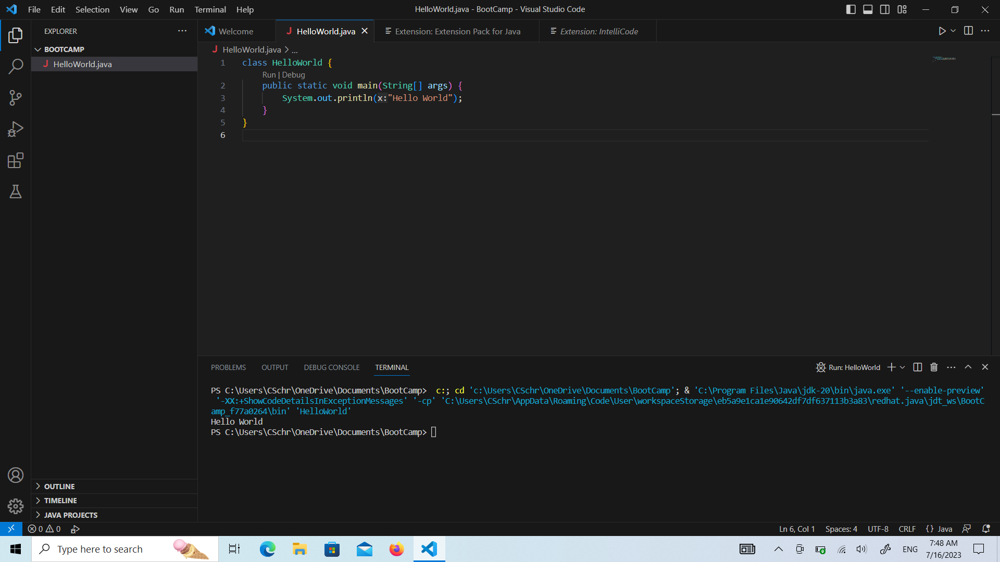 File Edit Selection View Go Run Terminal Help
HelloWorld.java - BootCamp - Visual Studio Code
EXPLORER
BOOTCAMP
J HelloWorld.java
OUTLINE
TIMELINE
JAVA PROJECTS
Welcome
J HelloWorld.java
Extension: Extension Pack for Java
Extension: IntelliCode
J HelloWorld.java > ...
1 class HelloWorld {
Run | Debug
2 public static void main(String[] args) {
3 System.out.println(x:"Hello World");
4 }
5 }
6
PROBLEMS OUTPUT DEBUG CONSOLE TERMINAL
Run: HelloWorld
PS C:\Users\CSchr\OneDrive\Documents\BootCamp>  c:; cd 'c:\Users\CSchr\OneDrive\Documents\BootCamp'; & 'C:\Program Files\Java\jdk-20\bin\java.exe' '--enable-preview'
'-XX:+ShowCodeDetailsInExceptionMessages' '-cp' 'C:\Users\CSchr\AppData\Roaming\Code\User\workspaceStorage\eb5a9e1ca1e90642df7df637113b3a83\redhat.java\jdt_ws\BootC
amp_f77a0264\bin' 'HelloWorld'
Hello World
PS C:\Users\CSchr\OneDrive\Documents\BootCamp>
0 0
Ln 6, Col 1 Spaces: 4 UTF-8 CRLF {} Java
Type here to search
ENG
7:48 AM
7/16/2023